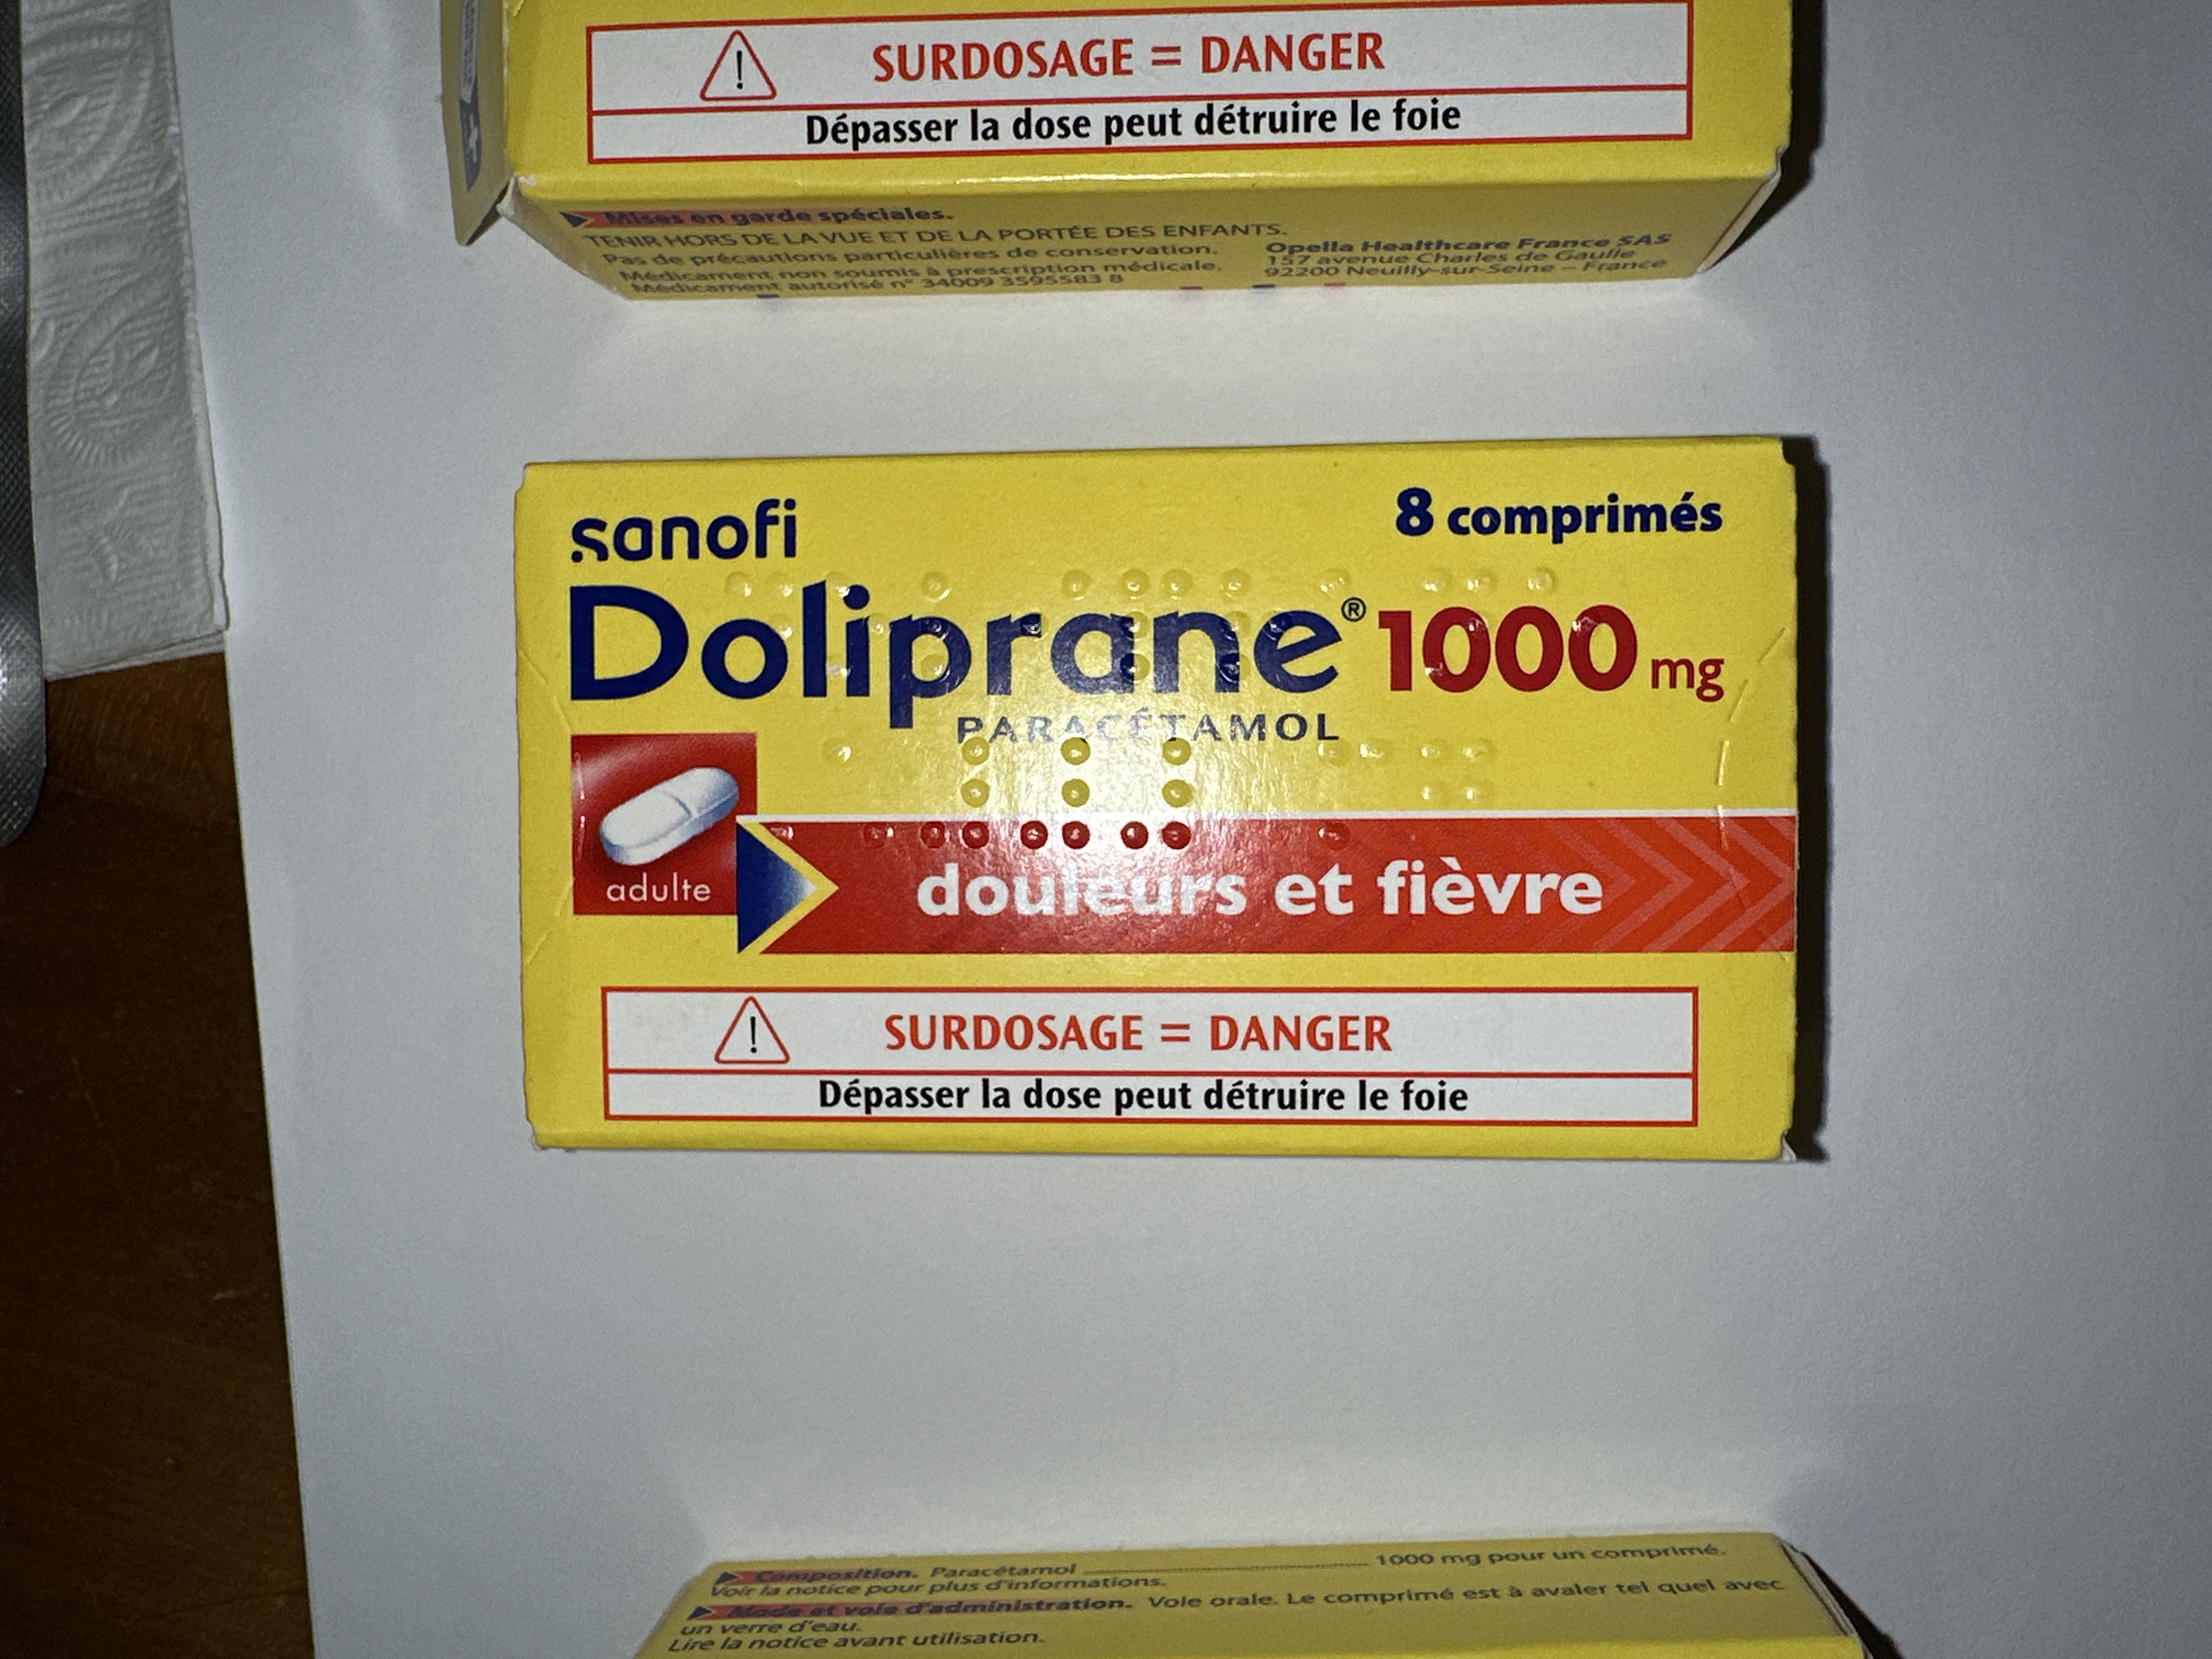 SURDOSAGE = DANGER
Dépasser la dose peut détruire le foie
Mises en garde spéciales.
TENIR HORS DE LA VUE ET DE LA PORTÉE DES ENFANTS.
Pas de précautions particulières de conservation.
Médicament non soumis à prescription médicale.
Médicament autorisé n° 34009 3595583 8
Opella Healthcare France SAS
157 avenue Charles de Gaulle
92200 Neuilly-sur-Seine – France
sanofi
8 comprimés
Doliprane® 1000 mg
PARACÉTAMOL
adulte
douleurs et fièvre
SURDOSAGE = DANGER
Dépasser la dose peut détruire le foie
Composition. Paracétamol 1000 mg pour un comprimé.
Voir la notice pour plus d'informations.
Mode et voie d'administration. Voie orale. Le comprimé est à avaler tel quel avec
un verre d'eau.
Lire la notice avant utilisation.